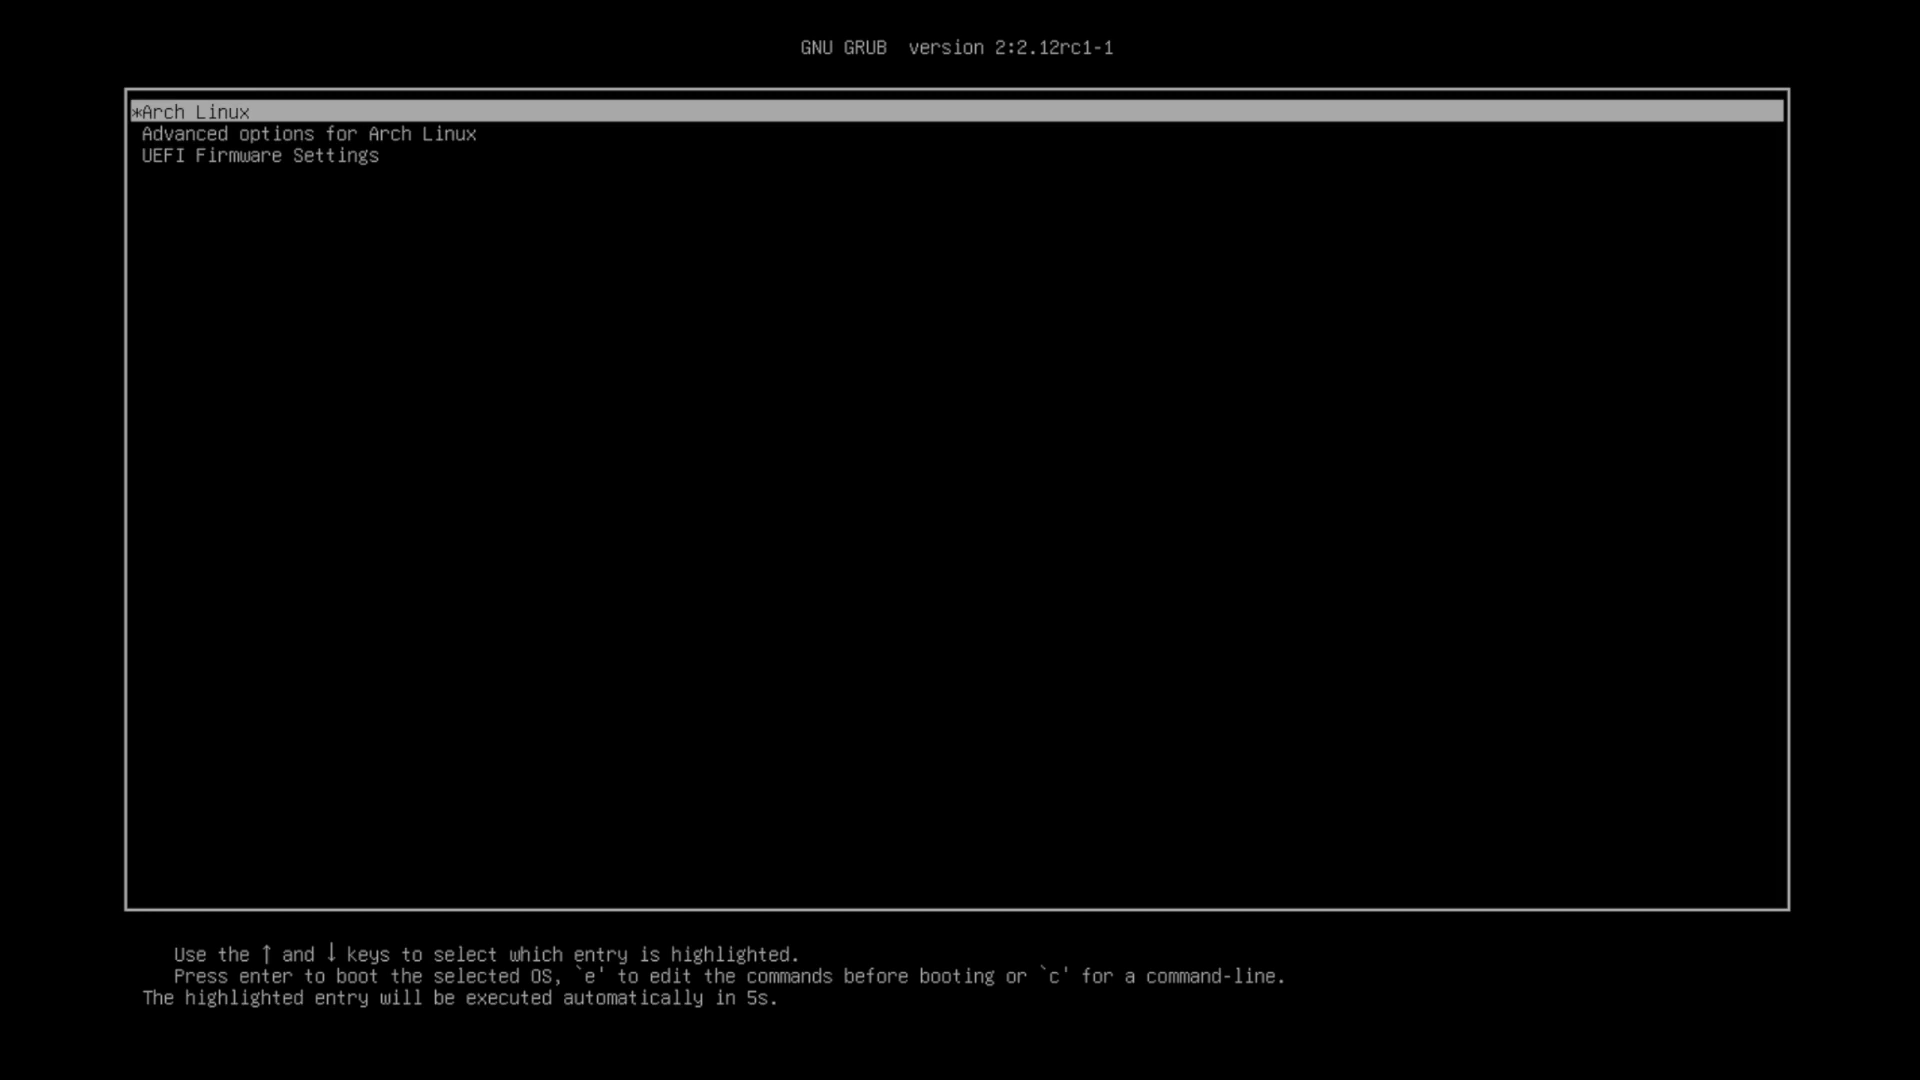 GNU GRUB  version 2:2.12rc1-1
*Arch Linux
Advanced options for Arch Linux
UEFI Firmware Settings
Use the ↑ and ↓ keys to select which entry is highlighted.
Press enter to boot the selected OS, `e' to edit the commands before booting or `c' for a command-line.
The highlighted entry will be executed automatically in 5s.